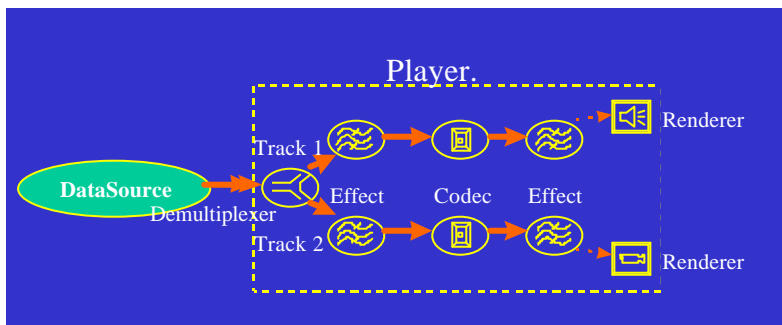 Player.
Renderer
Track 1
DataSource
Effect
Codec
Effect
Demultiplexer
Track 2
Renderer